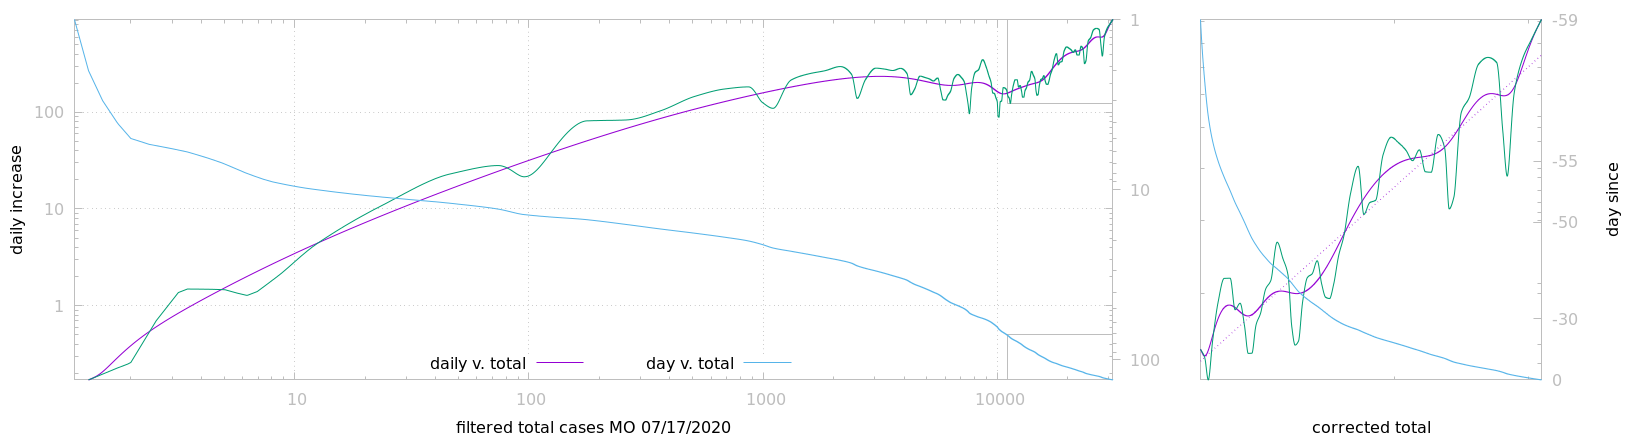 daily increase
100
10
1
daily v. total
day v. total
10
100
1000
10000
filtered total cases MO 07/17/2020
1
10
100
-59
-55
-50
-30
0
day since
corrected total